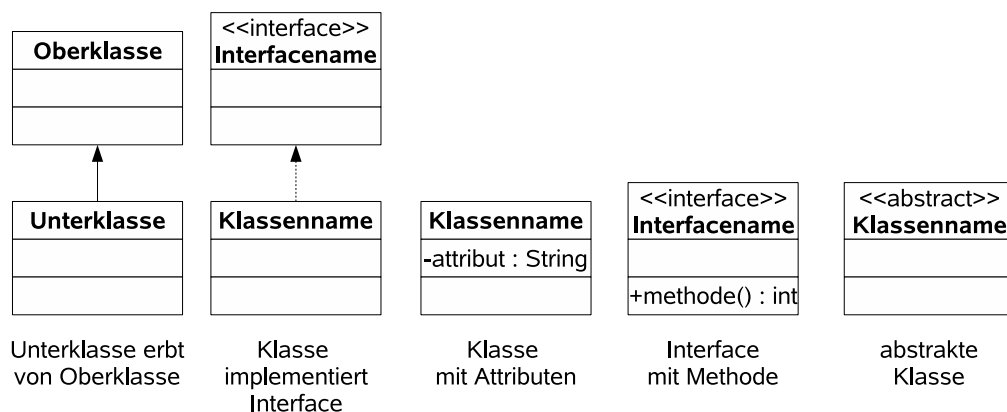 Oberklasse
<<interface>>
Interfacename
Unterklasse
Klassenname
Klassenname
-attribut : String
<<interface>>
Interfacename
+methode() : int
<<abstract>>
Klassenname
Unterklasse erbt
von Oberklasse
Klasse
implementiert
Interface
Klasse
mit Attributen
Interface
mit Methode
abstrakte
Klasse